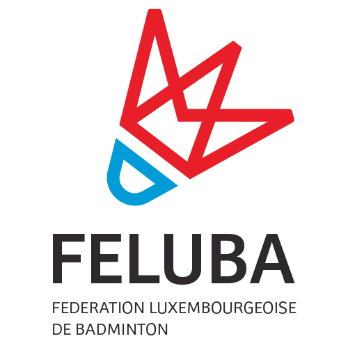 FELUBA
FEDERATION LUXEMBOURGEOISE
DE BADMINTON